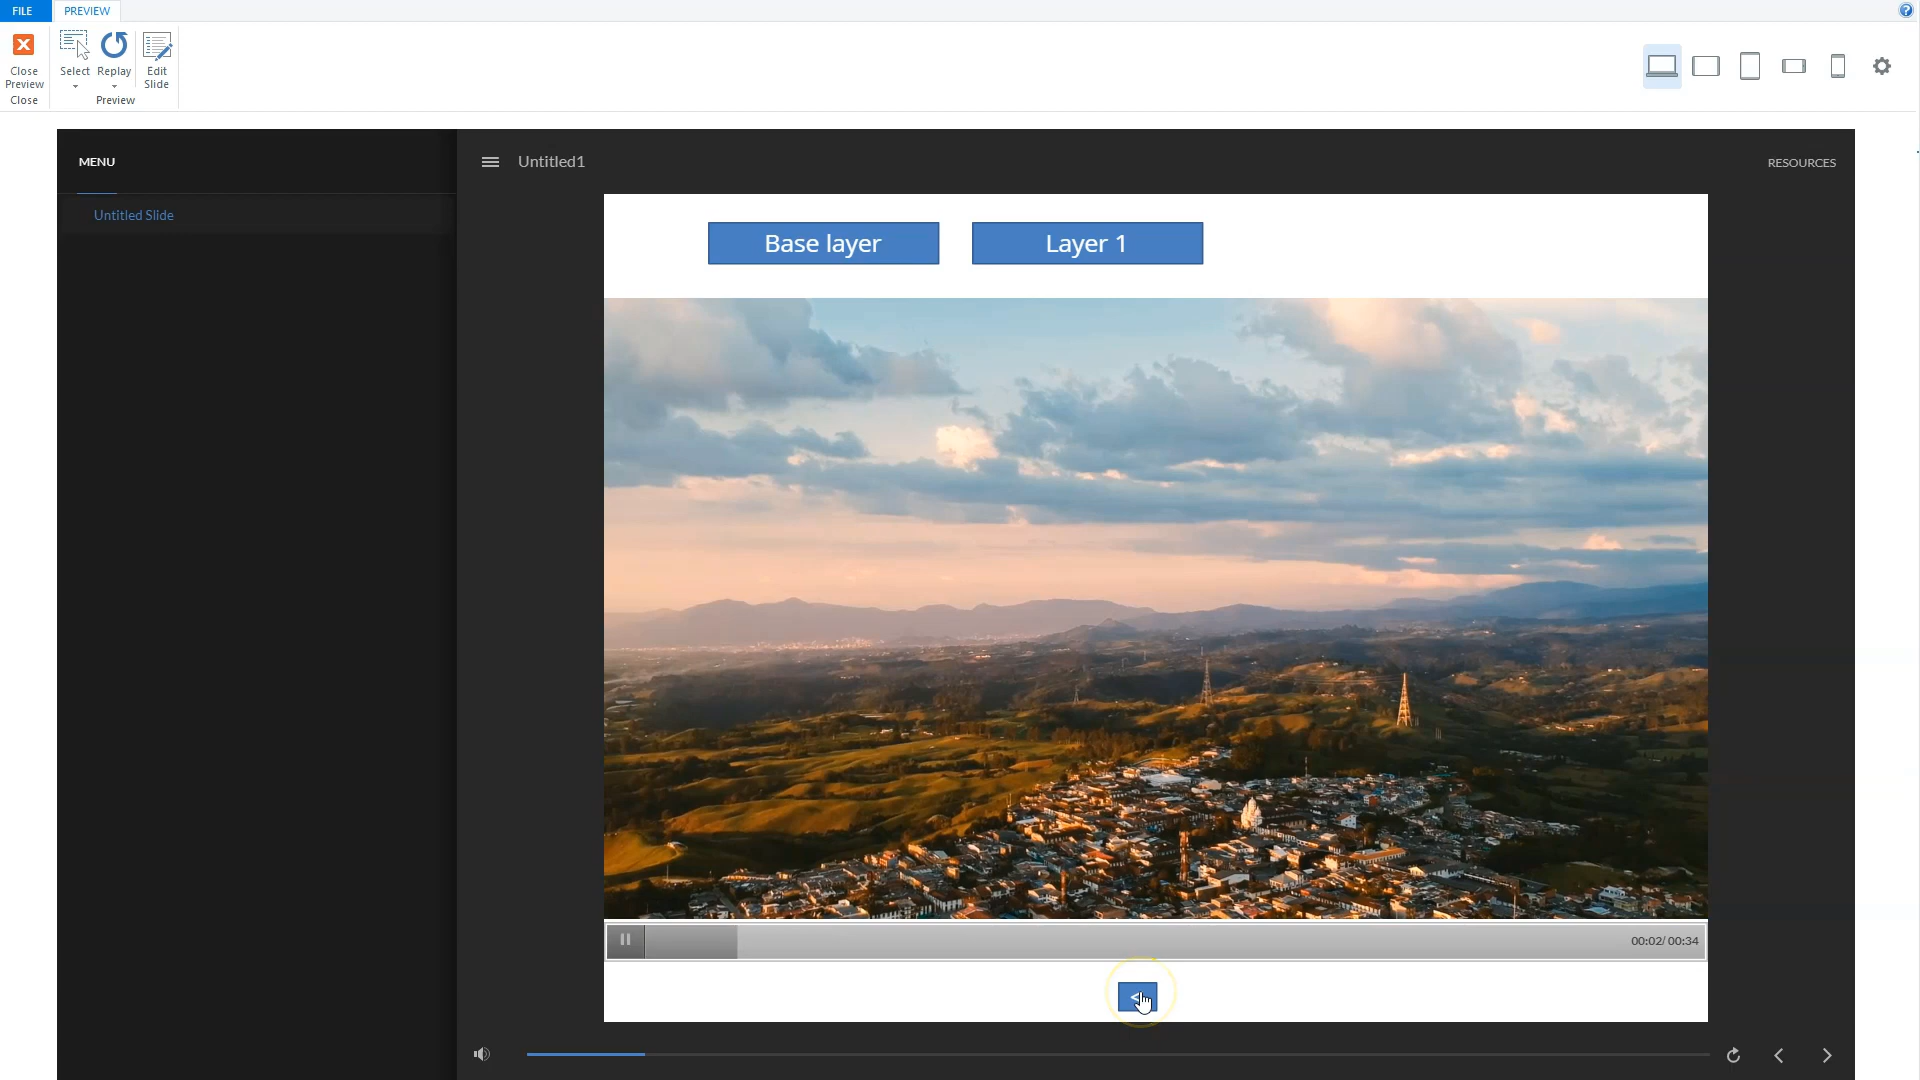 FILE
PREVIEW
Close
Preview
Select
Replay
Edit
Slide
Close
Preview
MENU
Untitled1
RESOURCES
Untitled Slide
Base layer
Layer 1
00:02/ 00:34